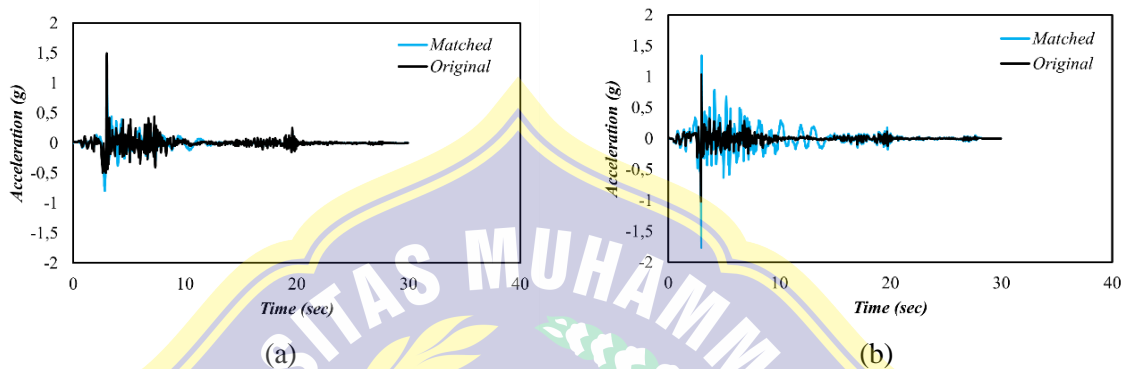 2
1,5
1
0,5
0
-0,5
-1
-1,5
-2
0 10 20 30 40
Acceleration (g)
Time (sec)
Matched
Original
(a)
2
1,5
1
0,5
0
-0,5
-1
-1,5
-2
0 10 20 30 40
Acceleration (g)
Time (sec)
Matched
Original
(b)
SITAS MUHAMM